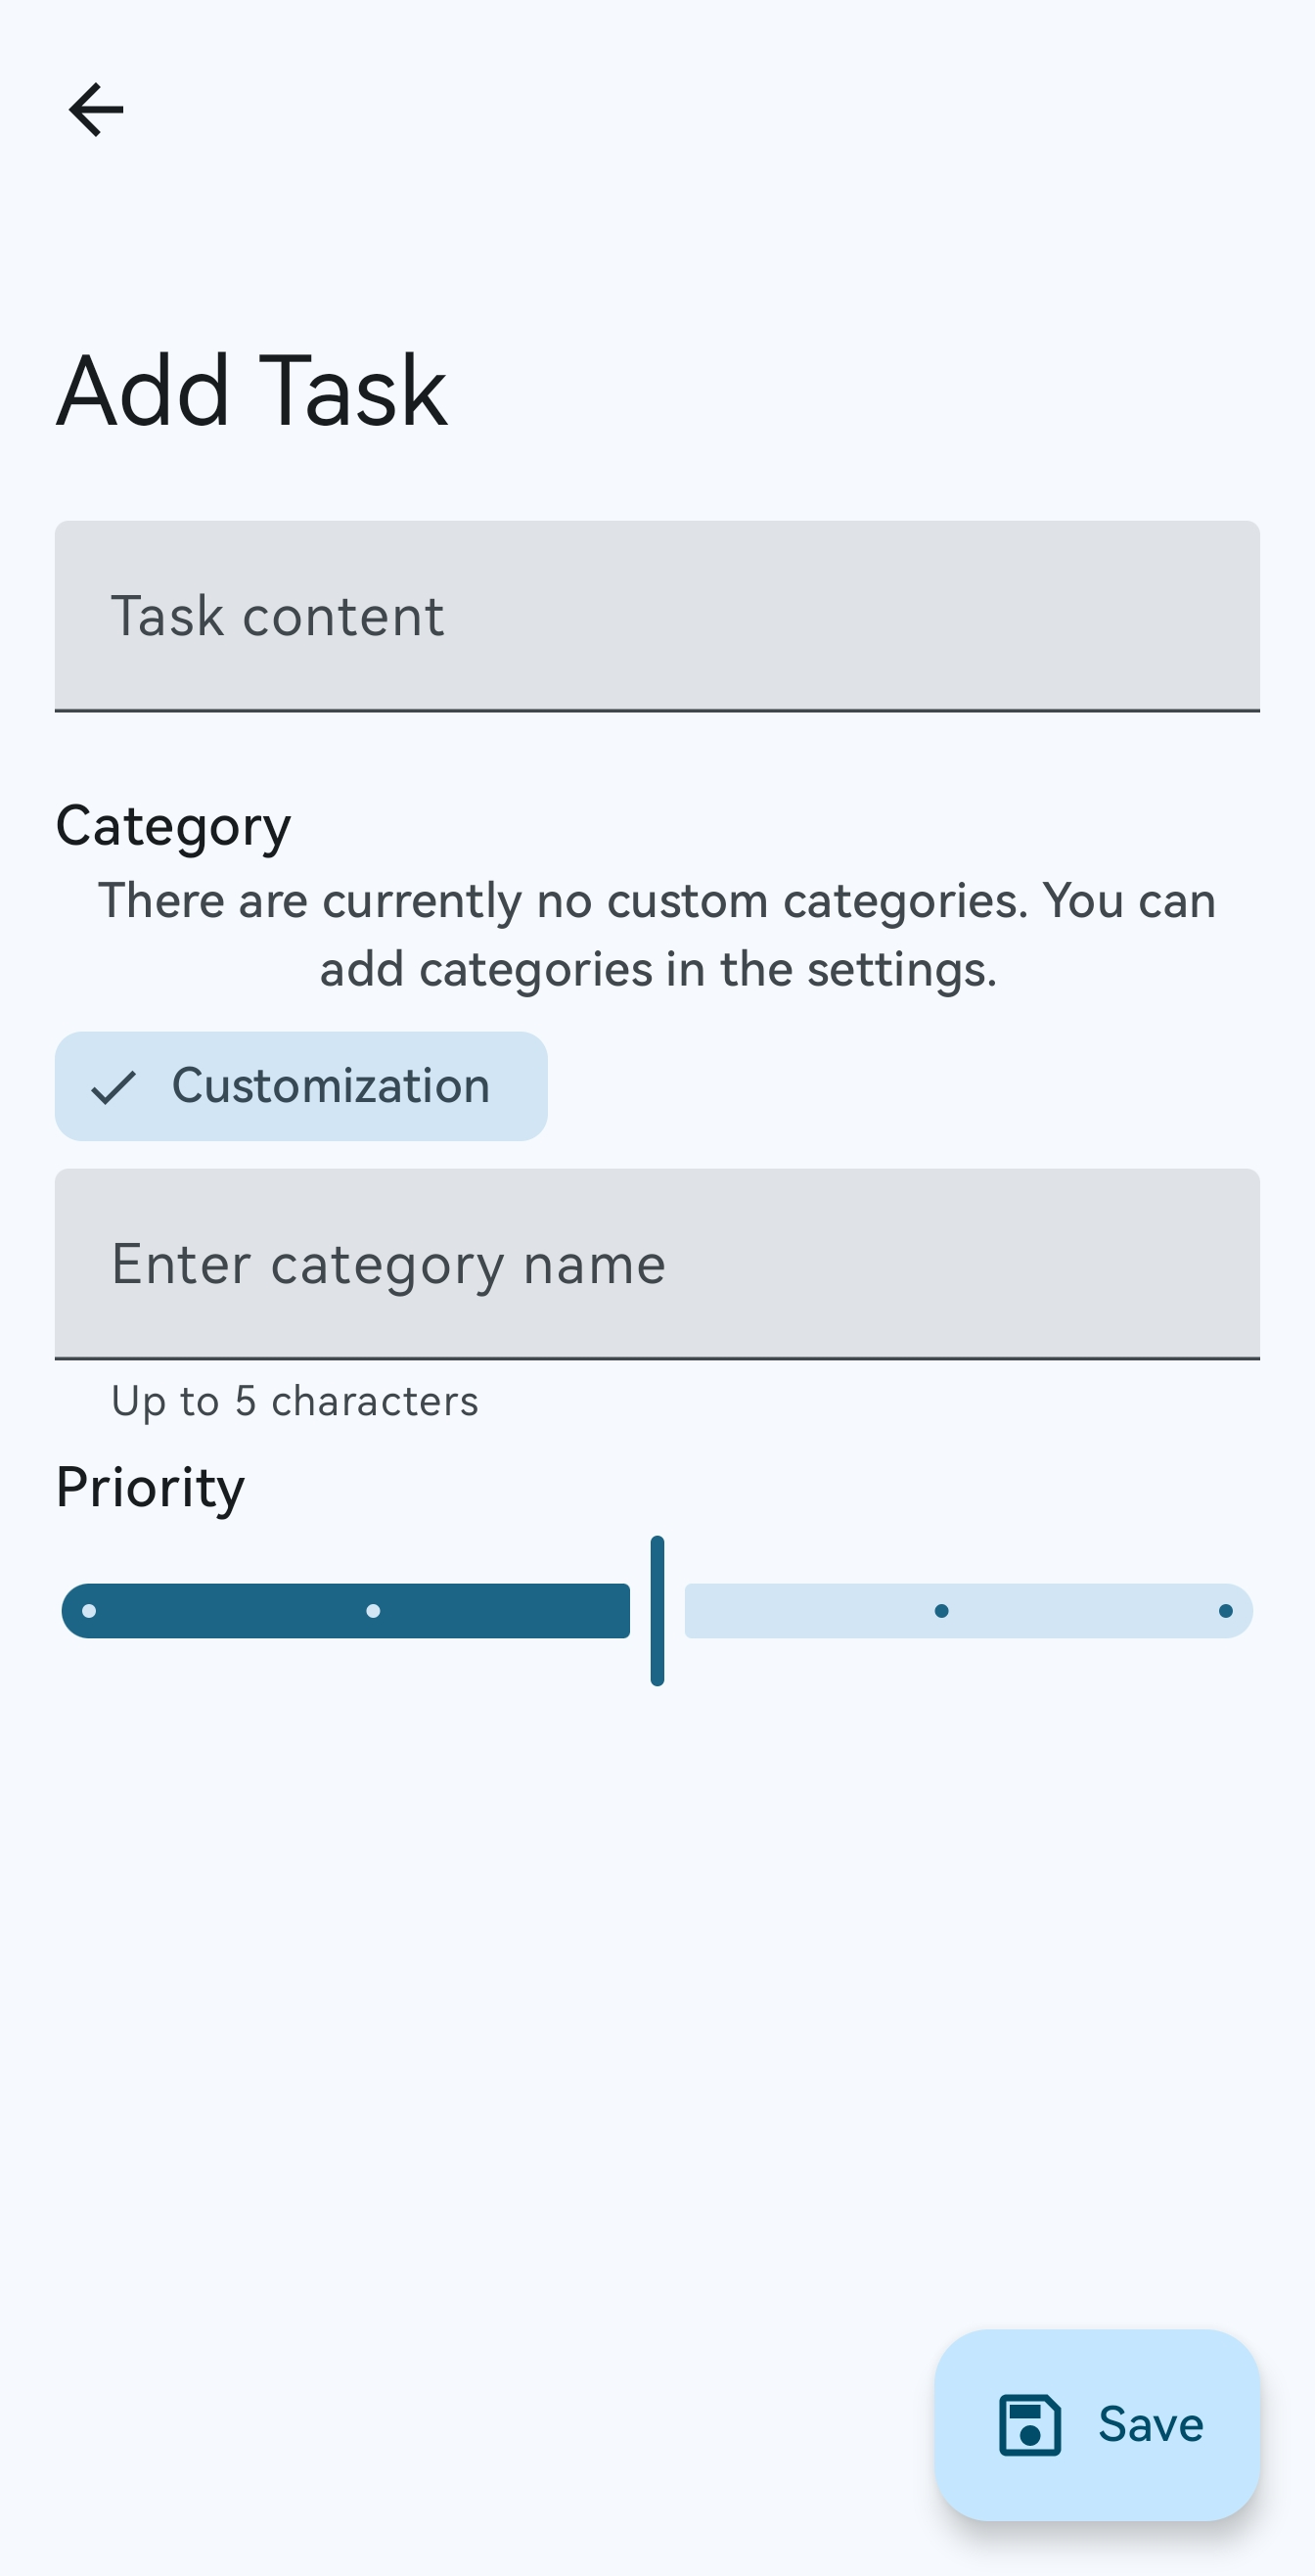 Add Task
Task content
Category
There are currently no custom categories. You can
add categories in the settings.
Customization
Enter category name
Up to 5 characters
Priority
Save